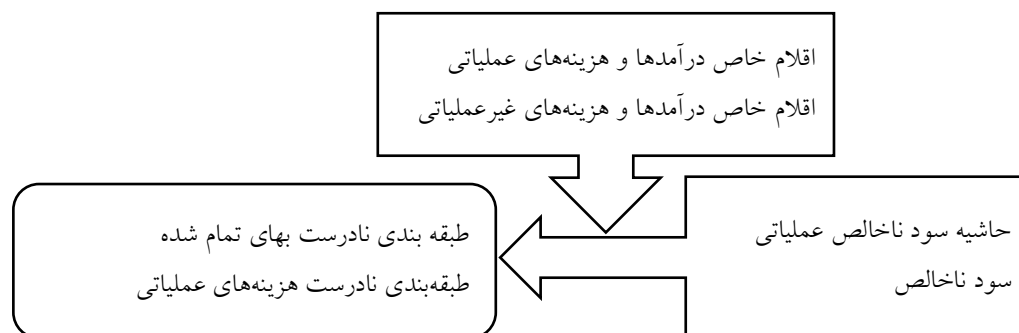 اقلام خاص درآمدها و هزینه‌های عملیاتی
اقلام خاص درآمدها و هزینه‌های غیرعملیاتی
حاشیه سود ناخالص عملیاتی
سود ناخالص
طبقه بندی نادرست بهای تمام شده
طبقه‌بندی نادرست هزینه‌های عملیاتی